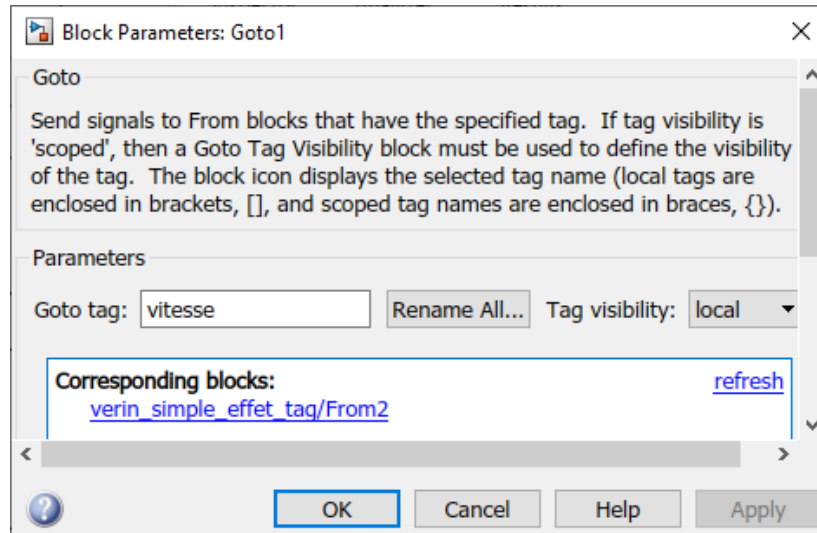 Block Parameters: Goto1
Goto
Send signals to From blocks that have the specified tag.  If tag visibility is
'scoped', then a Goto Tag Visibility block must be used to define the visibility
of the tag.  The block icon displays the selected tag name (local tags are
enclosed in brackets, [], and scoped tag names are enclosed in braces, {}).
Parameters
Goto tag: vitesse Rename All... Tag visibility: local
Corresponding blocks: refresh
verin_simple_effet_tag/From2
OK Cancel Help Apply